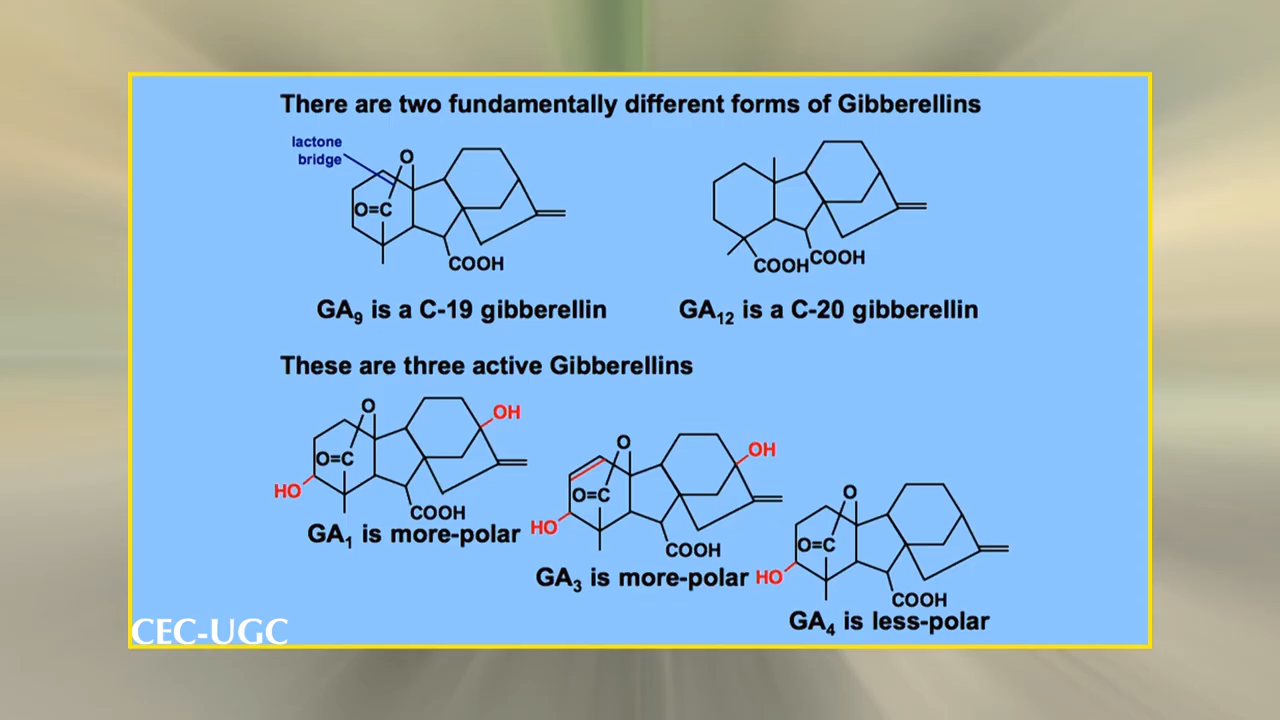 There are two fundamentally different forms of Gibberellins
lactone
bridge
O
O=C
COOH
COOH
COOH
GA₉ is a C-19 gibberellin
GA₁₂ is a C-20 gibberellin
These are three active Gibberellins
O
OH
O=C
HO
COOH
GA₁ is more-polar
O
OH
O=C
HO
COOH
GA₃ is more-polar
O
O=C
HO
COOH
GA₄ is less-polar
CEC-UGC